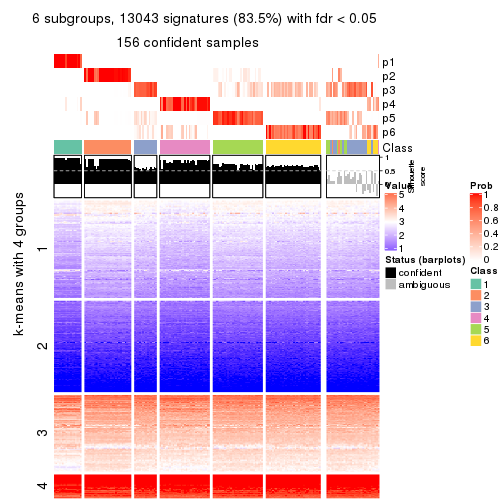 6 subgroups, 13043 signatures (83.5%) with fdr < 0.05
156 confident samples
p1
p2
p3
p4
p5
p6
Class
1
0.5
Silhouette
score
k-means with 4 groups
1
2
3
4
Value
5
4
3
2
1
Status (barplots)
confident
ambiguous
Prob
1
0.8
0.6
0.4
0.2
0
Class
1
2
3
4
5
6